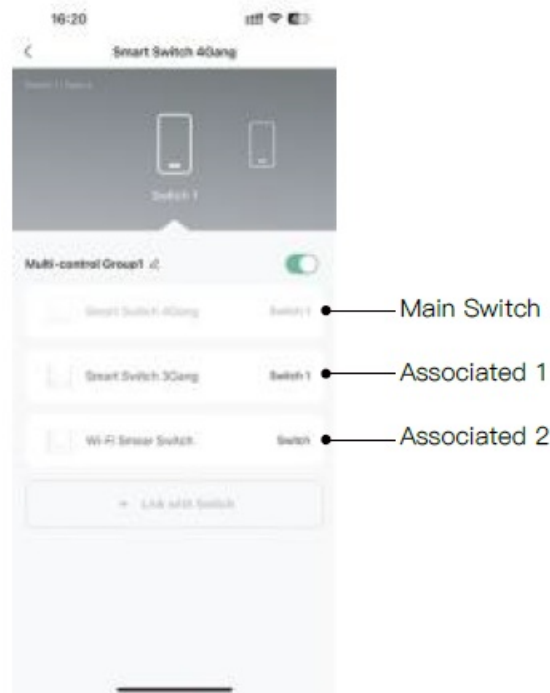 16:20
Smart Switch 4Gang
Switch 1
Multi-control Group1
Smart Switch 4Gang Switch 1 Main Switch
Smart Switch 3Gang Switch 1 Associated 1
Wi-Fi Smart Switch Switch Associated 2
+ Link with Switch